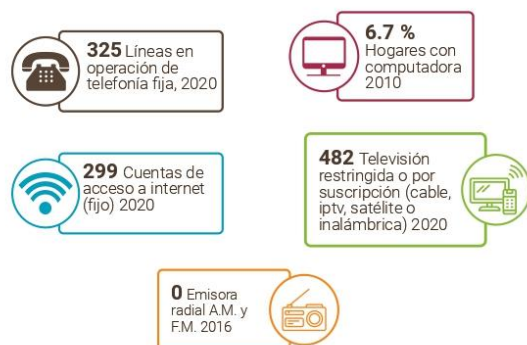 325 Líneas en
operación de
telefonía fija, 2020
6.7 %
Hogares con
computadora
2010
299 Cuentas de
acceso a internet
(fijo) 2020
482 Televisión
restringida o por
suscripción (cable,
iptv, satélite o
inalámbrica) 2020
0 Emisora
radial A.M. y
F.M. 2016